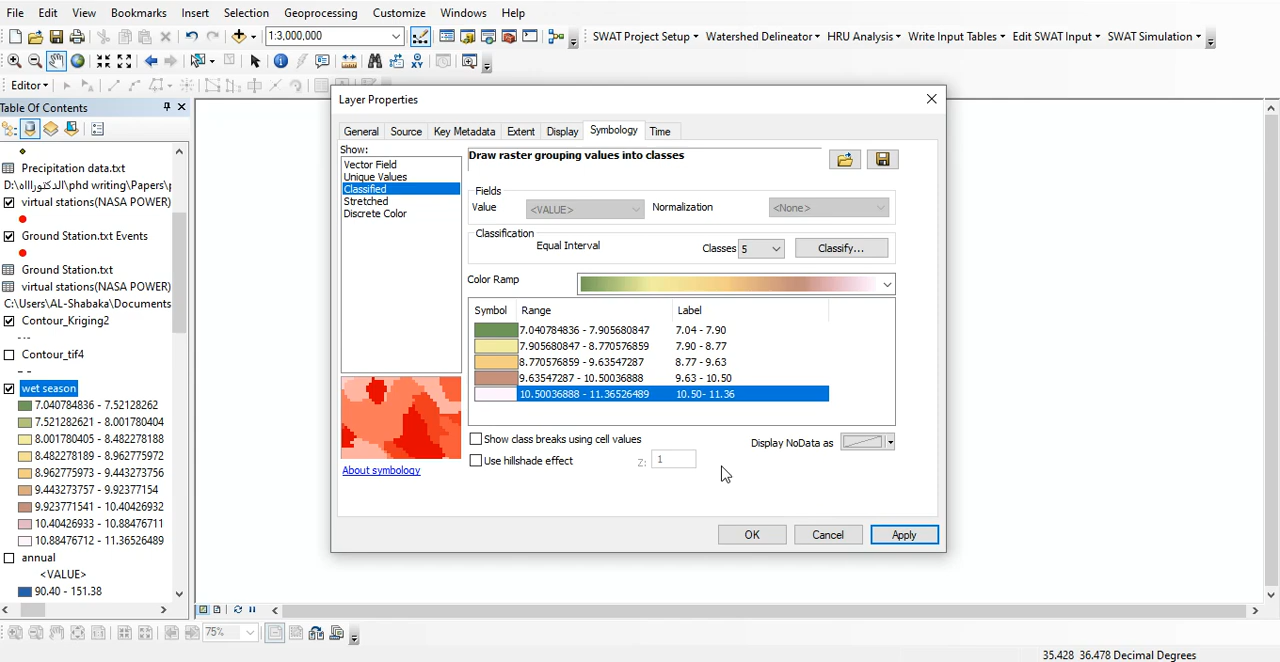 File Edit View Bookmarks Insert Selection Geoprocessing Customize Windows Help
1:3,000,000
SWAT Project Setup Watershed Delineator HRU Analysis Write Input Tables Edit SWAT Input SWAT Simulation
Editor
Table Of Contents
Precipitation data.txt
D:\الدكتورااه\phd writing\Papers\
virtual stations(NASA POWER)
Ground Station.txt Events
Ground Station.txt
virtual stations(NASA POWER)
C:\Users\AL-Shabaka\Documents
Contour_Kriging2
Contour_tif4
wet season
7.040784836 - 7.52128262
7.521282621 - 8.001780404
8.001780405 - 8.482278188
8.482278189 - 8.962775972
8.962775973 - 9.443273756
9.443273757 - 9.92377154
9.923771541 - 10.40426932
10.40426933 - 10.88476711
10.88476712 - 11.36526489
annual
<VALUE>
90.40 - 151.38
Layer Properties
General Source Key Metadata Extent Display Symbology Time
Show:
Vector Field
Unique Values
Classified
Stretched
Discrete Color
About symbology
Draw raster grouping values into classes
Fields
Value <VALUE> Normalization <None>
Classification
Equal Interval Classes 5 Classify...
Color Ramp
Symbol Range Label
7.040784836 - 7.905680847 7.04 - 7.90
7.905680847 - 8.770576859 7.90 - 8.77
8.770576859 - 9.63547287 8.77 - 9.63
9.63547287 - 10.50036888 9.63 - 10.50
10.50036888 - 11.36526489 10.50- 11.36
Show class breaks using cell values Display NoData as
Use hillshade effect Z: 1
OK Cancel Apply
75%
35.428 36.478 Decimal Degrees